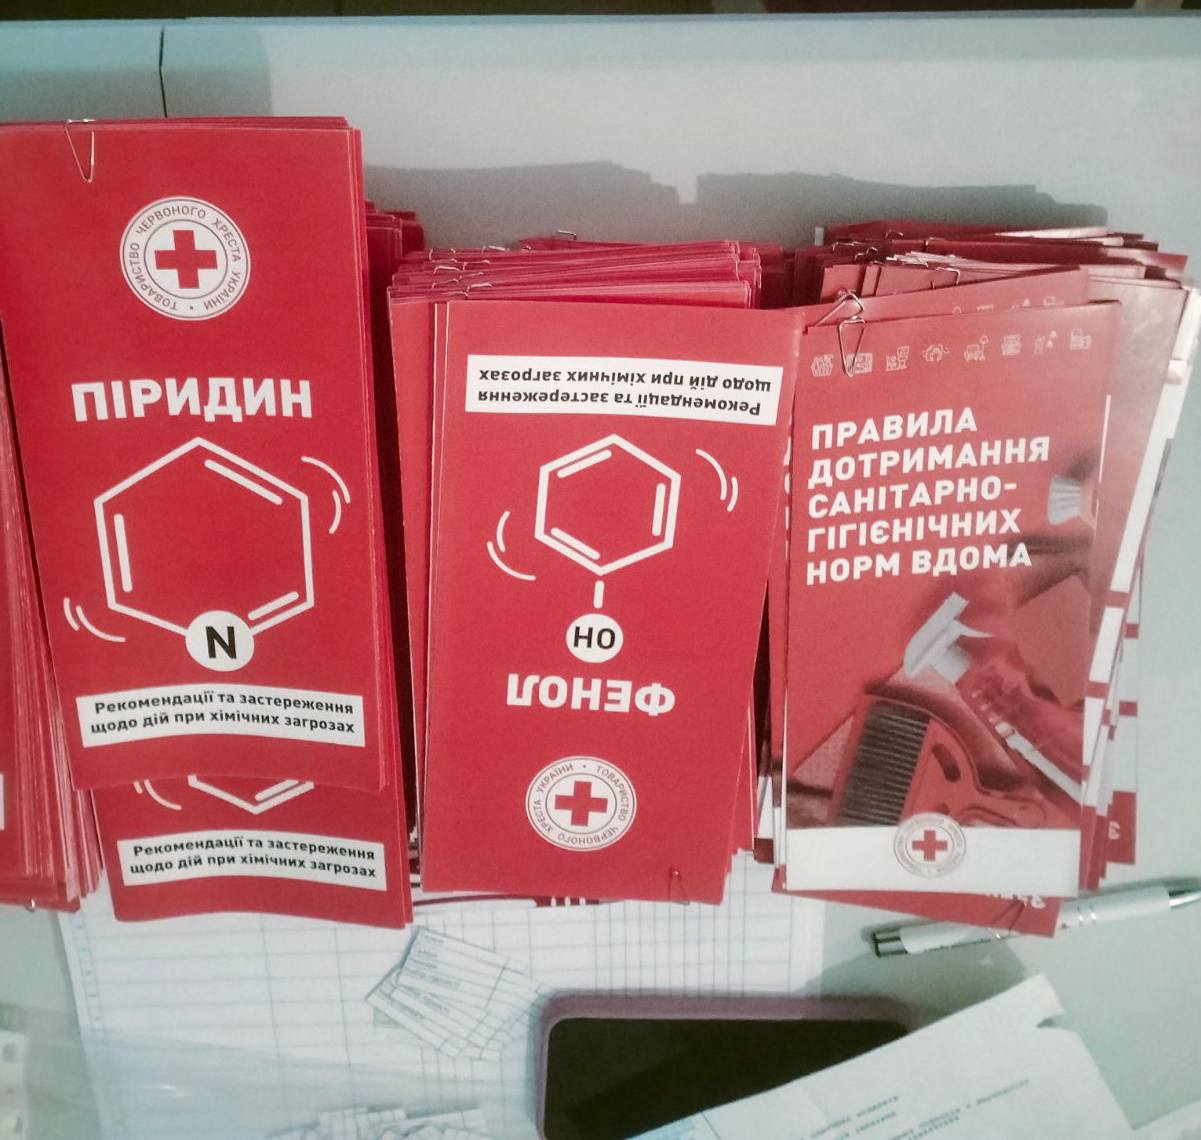 ТОВАРИСТВО ЧЕРВОНОГО ХРЕСТА УКРАЇНИ •
ПІРИДИН
N
Рекомендації та застереження
щодо дій при хімічних загрозах
Рекомендації та застереження
щодо дій при хімічних загрозах
ТОВАРИСТВО ЧЕРВОНОГО ХРЕСТА УКРАЇНИ •
ФЕНОЛ
OH
Рекомендації та застереження
щодо дій при хімічних загрозах
ПРАВИЛА
ДОТРИМАННЯ
САНІТАРНО-
ГІГІЄНІЧНИХ
НОРМ ВДОМА